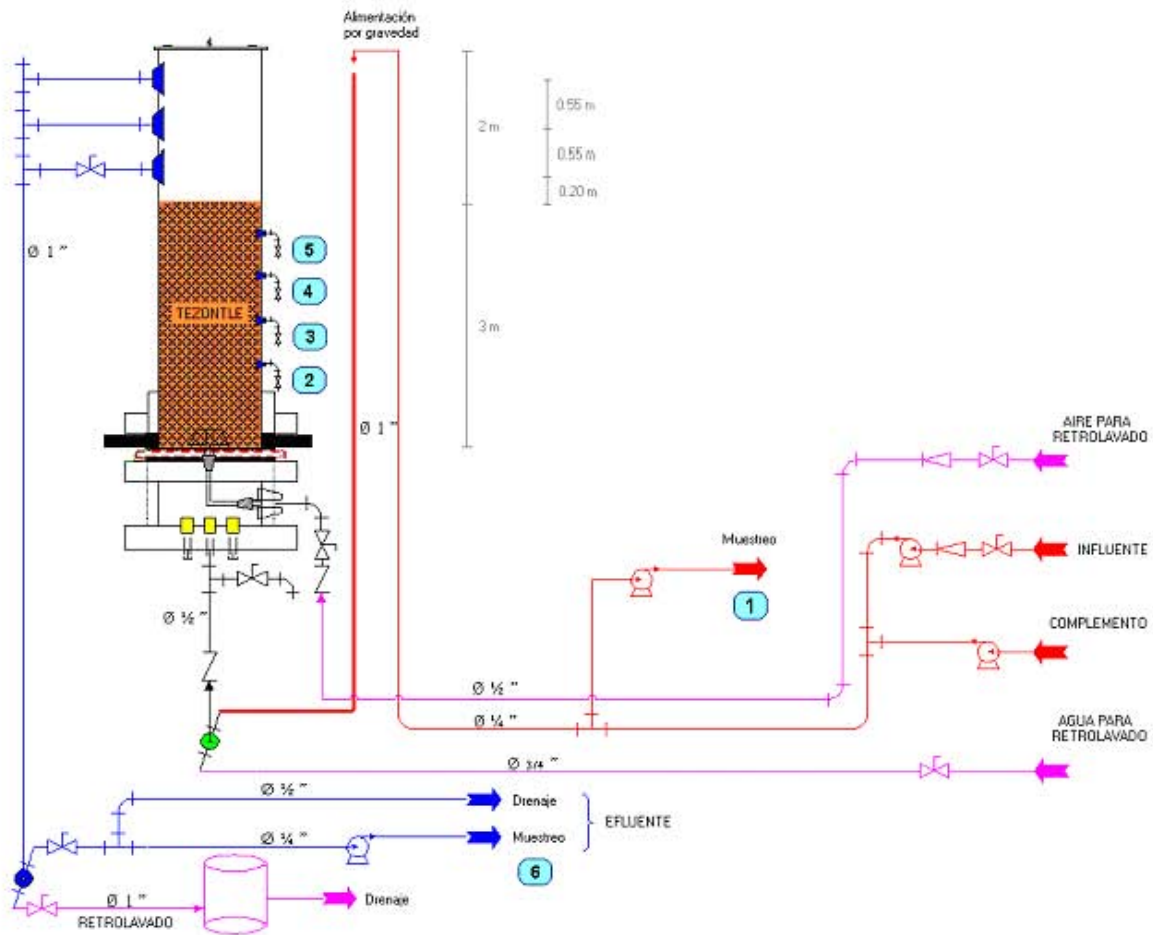 Alimentación
por gravedad
2 m
0.55 m
0.55 m
0.20 m
Ø 1 "
5
4
TEZONTLE
3
3 m
2
Ø 1 "
AIRE PARA
RETROLAVADO
Muestreo
INFLUENTE
1
Ø ½ "
COMPLEMENTO
Ø ½ "
Ø ¼ "
AGUA PARA
RETROLAVADO
Ø 3/4 "
Ø ½ "
Drenaje
EFLUENTE
Ø ¼ "
Muestreo
6
Ø 1 "
RETROLAVADO
Drenaje